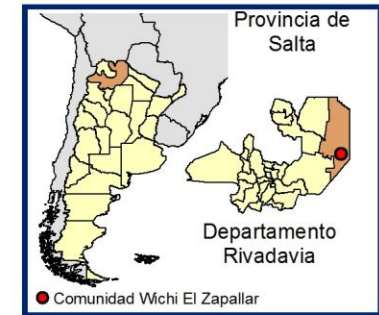 Provincia de
Salta
Departamento
Rivadavia
Comunidad Wichi El Zapallar